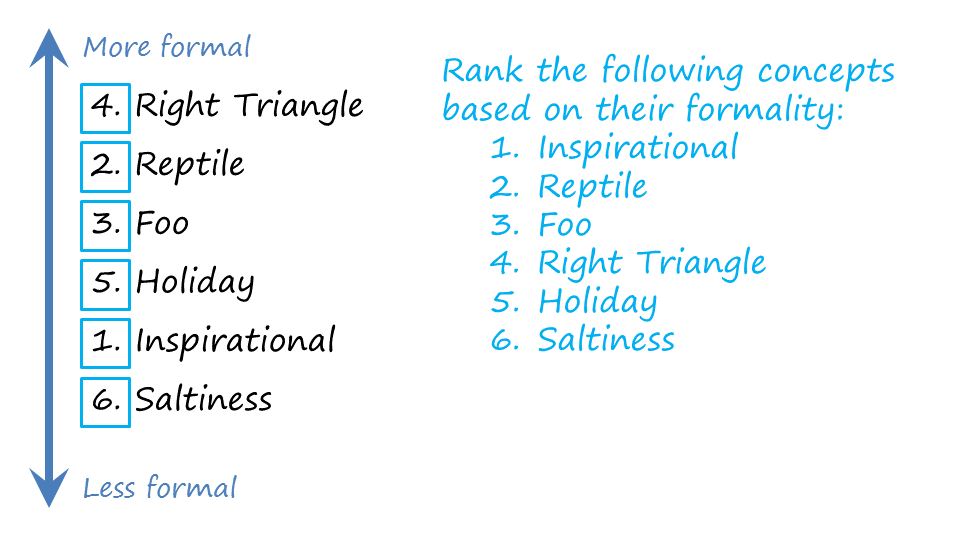 More formal
4. Right Triangle
2. Reptile
3. Foo
5. Holiday
1. Inspirational
6. Saltiness
Less formal
Rank the following concepts
based on their formality:
1. Inspirational
2. Reptile
3. Foo
4. Right Triangle
5. Holiday
6. Saltiness